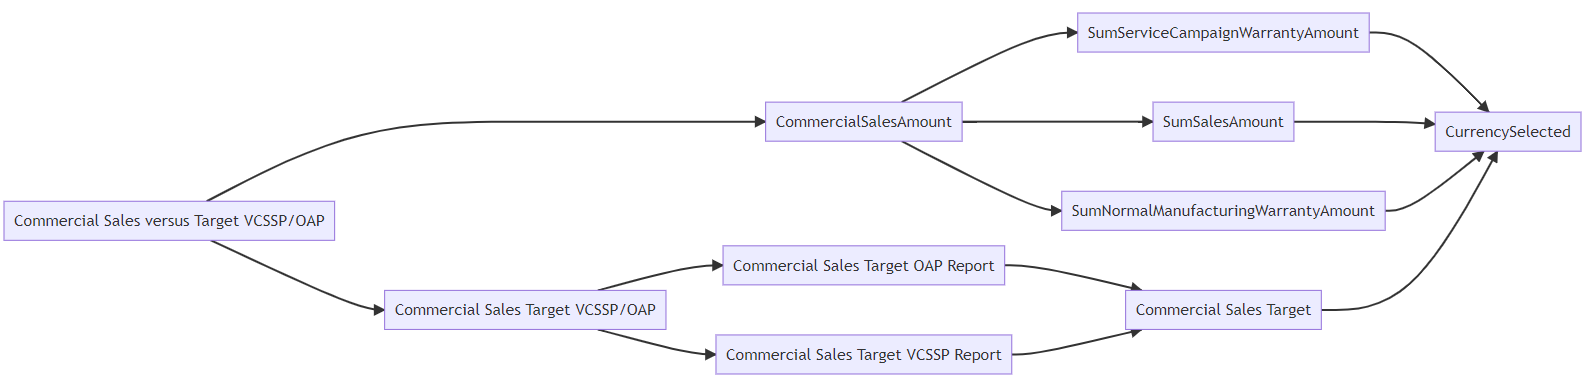 Commercial Sales versus Target VCSSP/OAP
CommercialSalesAmount
SumServiceCampaignWarrantyAmount
SumSalesAmount
SumNormalManufacturingWarrantyAmount
Commercial Sales Target VCSSP/OAP
Commercial Sales Target OAP Report
Commercial Sales Target VCSSP Report
Commercial Sales Target
CurrencySelected